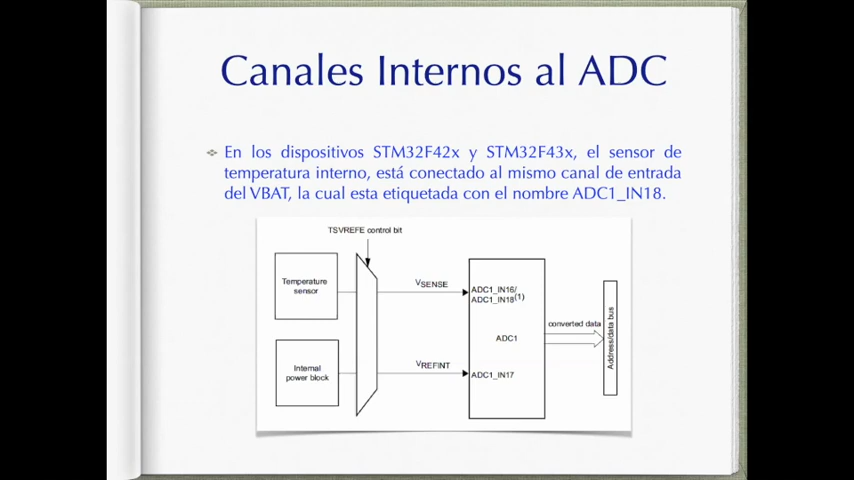 Canales Internos al ADC
En los dispositivos STM32F42x y STM32F43x, el sensor de
temperatura interno, está conectado al mismo canal de entrada
del VBAT, la cual esta etiquetada con el nombre ADC1_IN18.
TSVREFE control bit
Temperature
sensor
VSENSE
ADC1_IN16/
ADC1_IN18(1)
converted data
ADC1
Address/data bus
Internal
power block
VREFINT
ADC1_IN17